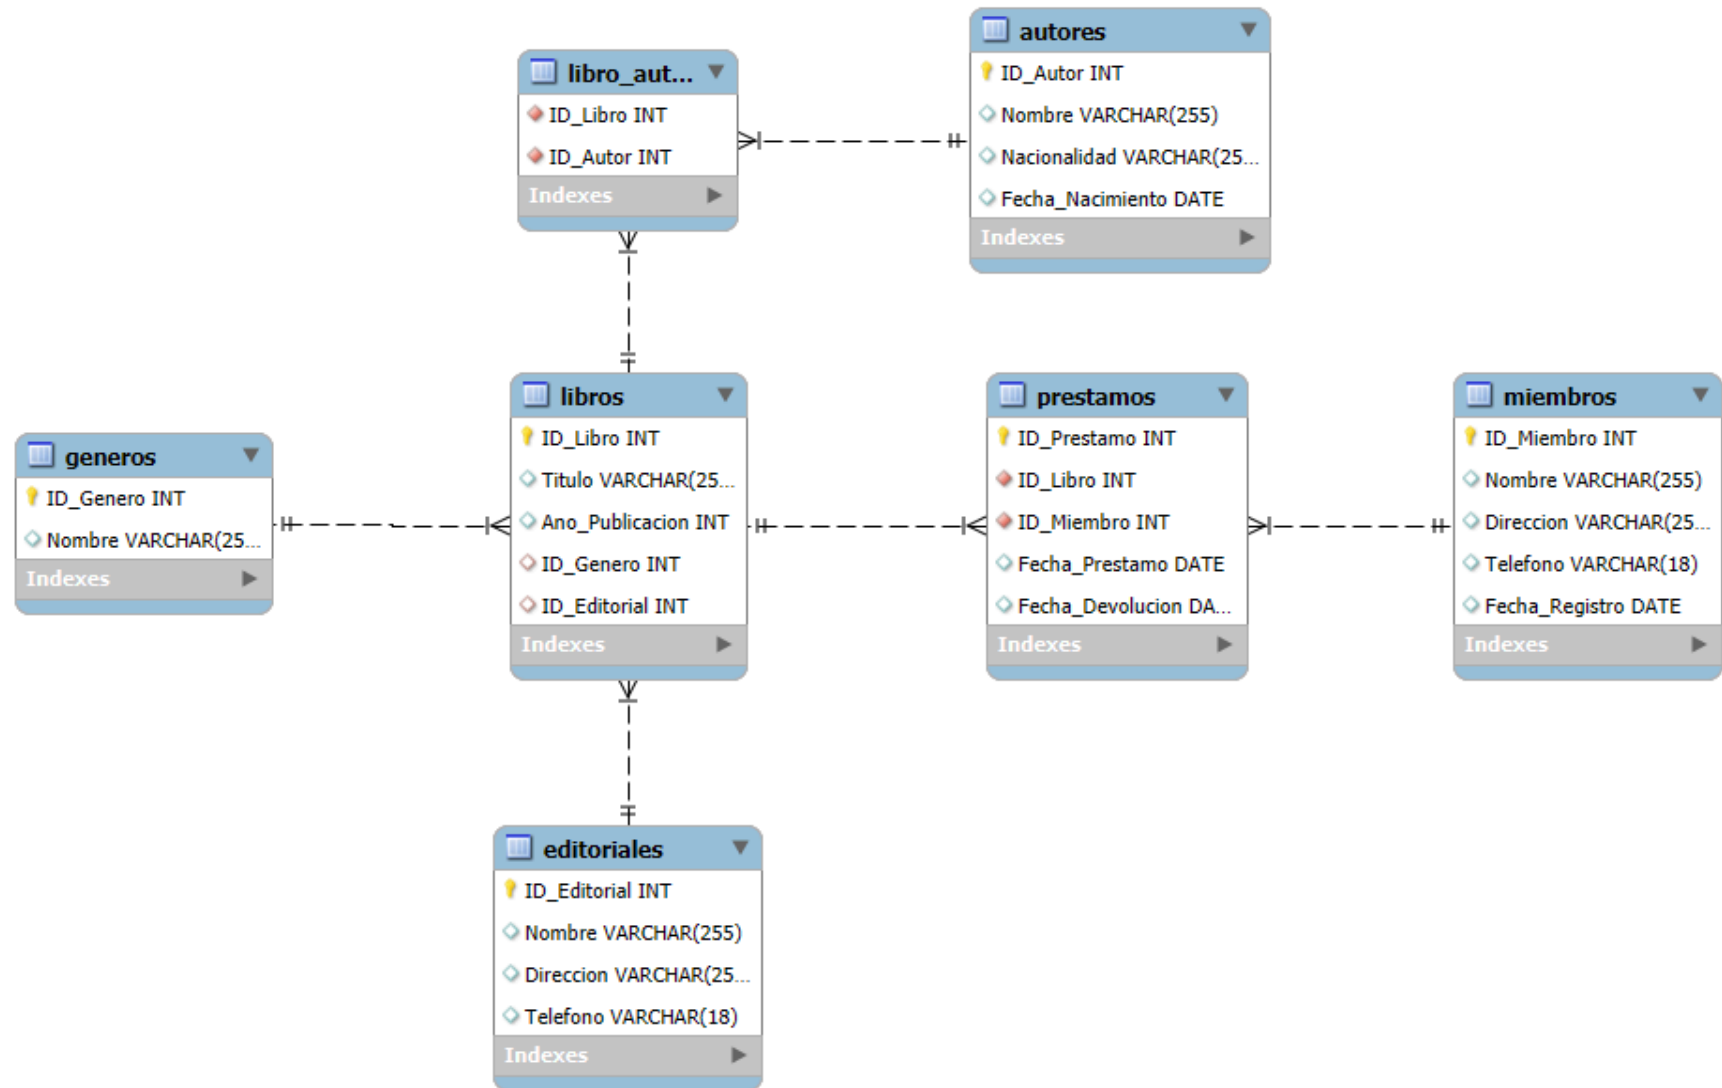 autores
ID_Autor INT
Nombre VARCHAR(255)
Nacionalidad VARCHAR(25...
Fecha_Nacimiento DATE
Indexes
libro_aut...
ID_Libro INT
ID_Autor INT
Indexes
libros
ID_Libro INT
Titulo VARCHAR(25...
Ano_Publicacion INT
ID_Genero INT
ID_Editorial INT
Indexes
prestamos
ID_Prestamo INT
ID_Libro INT
ID_Miembro INT
Fecha_Prestamo DATE
Fecha_Devolucion DA...
Indexes
miembros
ID_Miembro INT
Nombre VARCHAR(255)
Direccion VARCHAR(25...
Telefono VARCHAR(18)
Fecha_Registro DATE
Indexes
generos
ID_Genero INT
Nombre VARCHAR(25...
Indexes
editoriales
ID_Editorial INT
Nombre VARCHAR(255)
Direccion VARCHAR(25...
Telefono VARCHAR(18)
Indexes